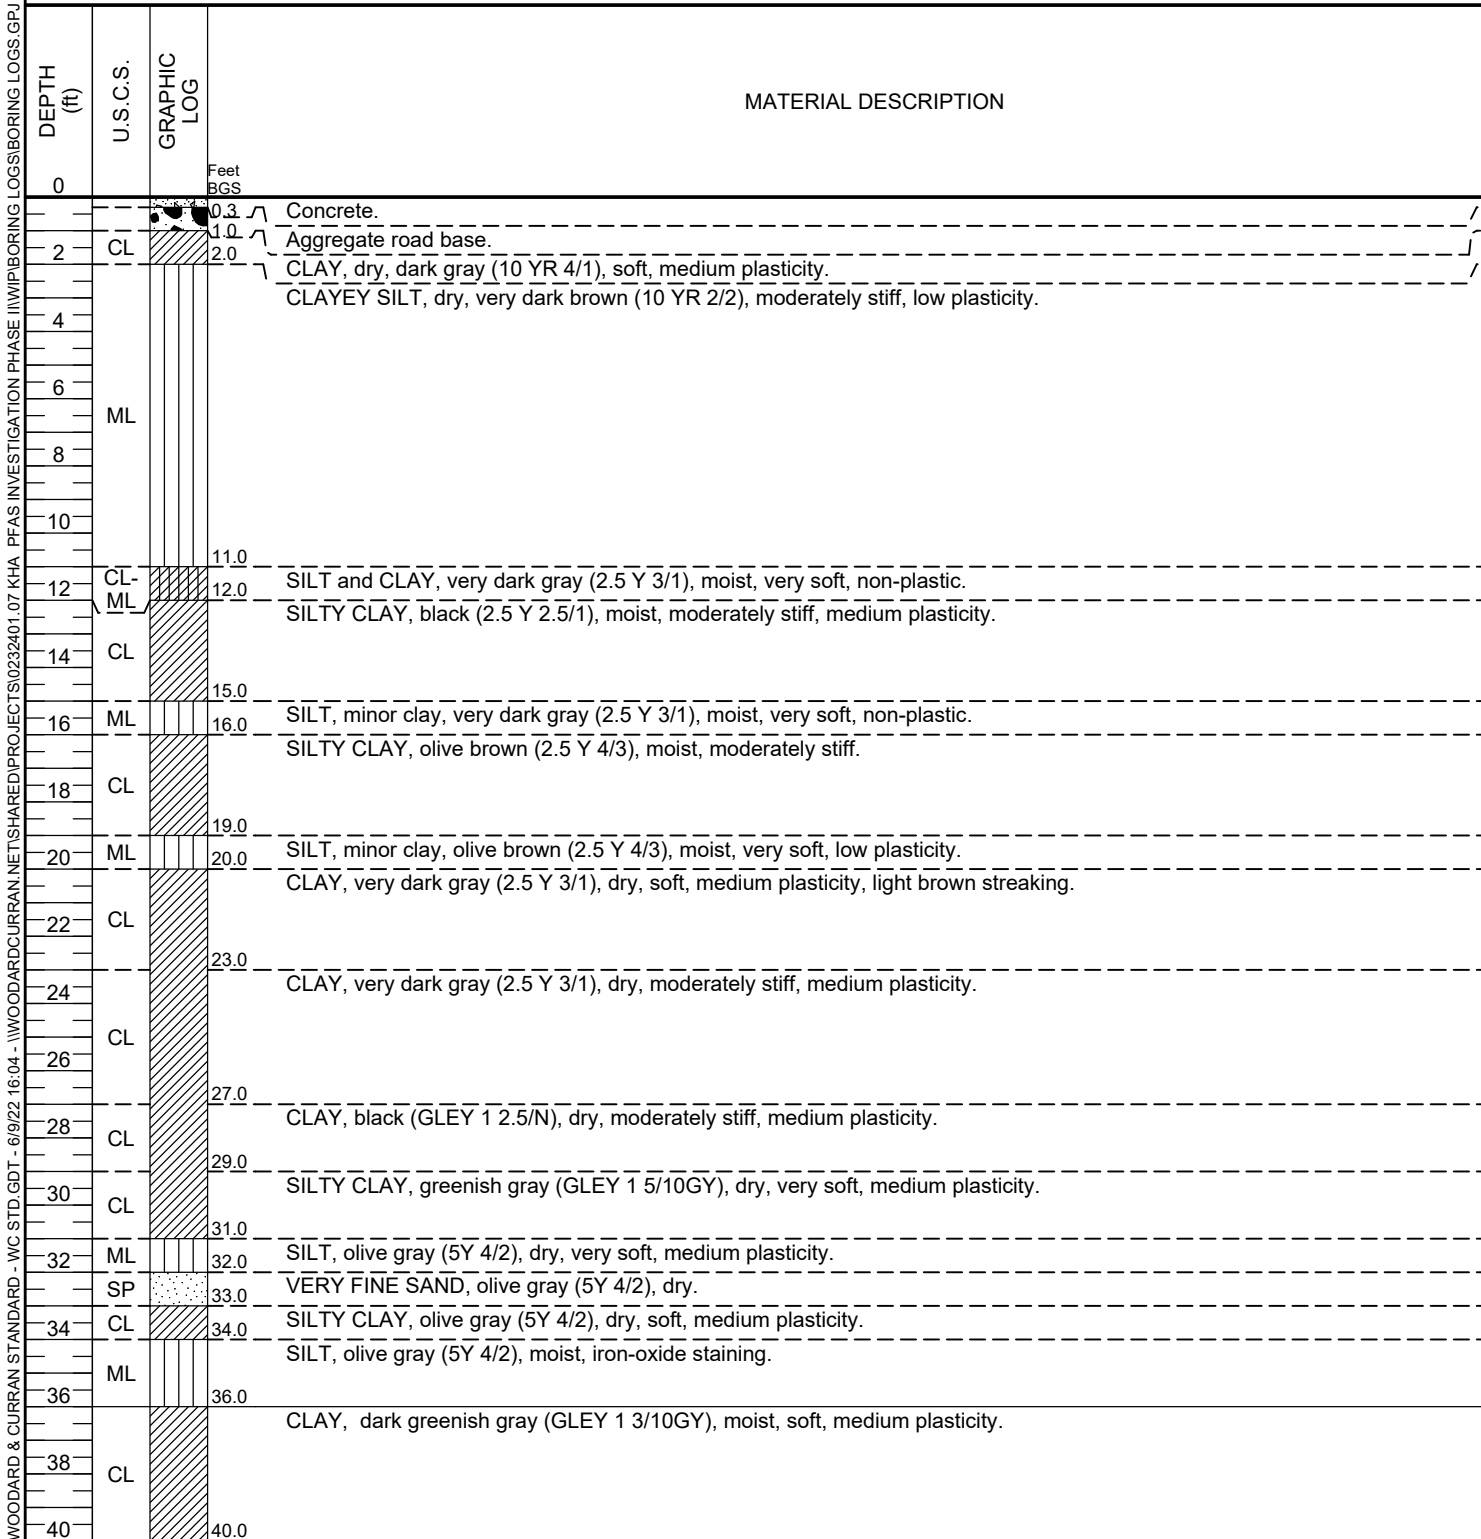 WOODARD & CURRAN STANDARD - WC STD.GDT - 6/9/22 16:04 - \\WOODARDCURRAN.NET\SHARED\PROJECTS\0232401.07 KHA PFAS INVESTIGATION PHASE II\WIP\BORING LOGS\BORING LOGS.GPJ
DEPTH
(ft)
U.S.C.S.
GRAPHIC
LOG
MATERIAL DESCRIPTION
Feet
BGS
0
0.3 Concrete.
1.0 Aggregate road base.
2 CL 2.0
CLAY, dry, dark gray (10 YR 4/1), soft, medium plasticity.
CLAYEY SILT, dry, very dark brown (10 YR 2/2), moderately stiff, low plasticity.
4
6
ML
8
10
11.0
12 CL-
ML 12.0 SILT and CLAY, very dark gray (2.5 Y 3/1), moist, very soft, non-plastic.
SILTY CLAY, black (2.5 Y 2.5/1), moist, moderately stiff, medium plasticity.
14 CL
15.0
16 ML 16.0 SILT, minor clay, very dark gray (2.5 Y 3/1), moist, very soft, non-plastic.
SILTY CLAY, olive brown (2.5 Y 4/3), moist, moderately stiff.
18 CL
19.0
20 ML 20.0 SILT, minor clay, olive brown (2.5 Y 4/3), moist, very soft, low plasticity.
CLAY, very dark gray (2.5 Y 3/1), dry, soft, medium plasticity, light brown streaking.
22 CL
23.0
24 CLAY, very dark gray (2.5 Y 3/1), dry, moderately stiff, medium plasticity.
CL
26
27.0
28 CL CLAY, black (GLEY 1 2.5/N), dry, moderately stiff, medium plasticity.
29.0
30 CL SILTY CLAY, greenish gray (GLEY 1 5/10GY), dry, very soft, medium plasticity.
31.0
32 ML 32.0 SILT, olive gray (5Y 4/2), dry, very soft, medium plasticity.
SP 33.0 VERY FINE SAND, olive gray (5Y 4/2), dry.
34 CL 34.0 SILTY CLAY, olive gray (5Y 4/2), dry, soft, medium plasticity.
ML SILT, olive gray (5Y 4/2), moist, iron-oxide staining.
36 36.0
CLAY, dark greenish gray (GLEY 1 3/10GY), moist, soft, medium plasticity.
38 CL
40 40.0